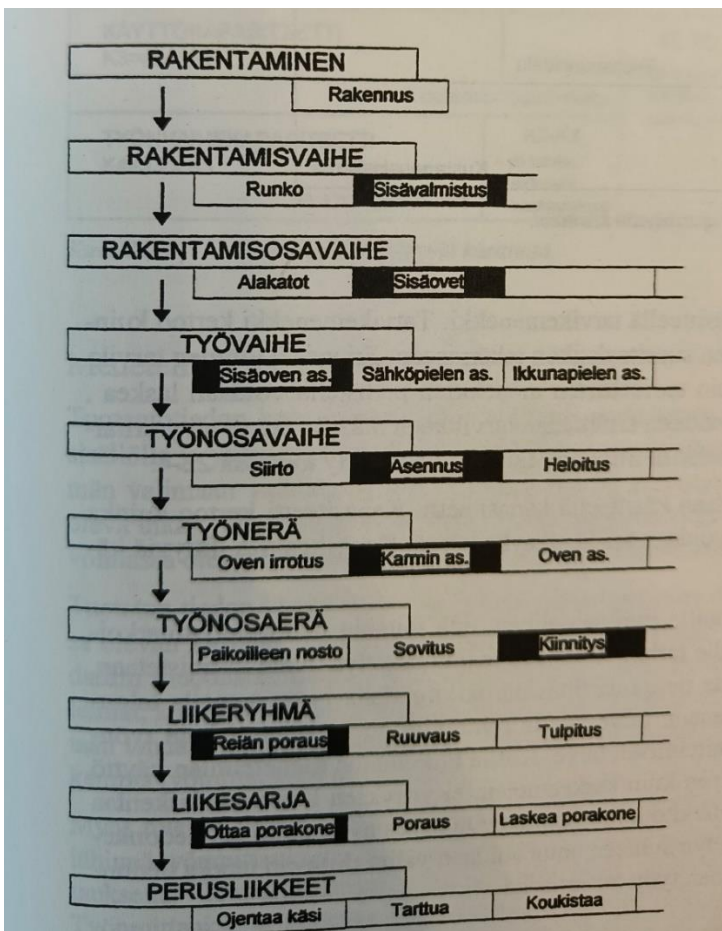 RAKENTAMINEN
Rakennus
RAKENTAMISVAIHE
Runko Sisävalmistus
RAKENTAMISOSAVAIHE
Alakatot Sisäovet
TYÖVAIHE
Sisäoven as. Sähköpielen as. Ikkunapielen as.
TYÖNOSAVAIHE
Siirto Asennus Heloitus
TYÖNERÄ
Oven irrotus Karmin as. Oven as.
TYÖNOSAERÄ
Paikoilleen nosto Sovitus Kiinnitys
LIIKERYHMÄ
Reiän poraus Ruuvaus Tulpitus
LIIKESARJA
Ottaa porakone Poraus Laskea porakone
PERUSLIIKKEET
Ojentaa käsi Tarttua Koukistaa